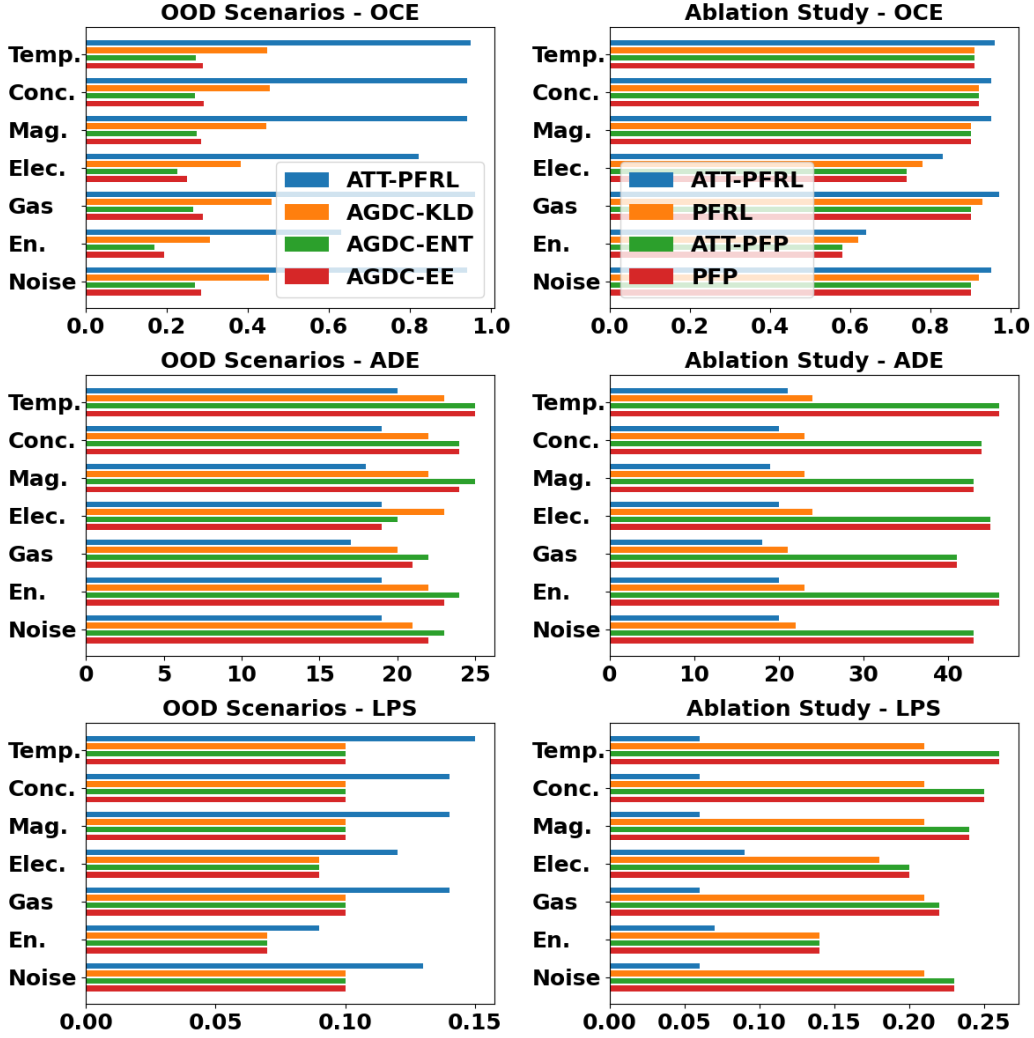 OOD Scenarios - OCE
Temp.
Conc.
Mag.
Elec.
Gas
En.
Noise
ATT-PFRL
AGDC-KLD
AGDC-ENT
AGDC-EE
0.0 0.2 0.4 0.6 0.8 1.0
Ablation Study - OCE
Temp.
Conc.
Mag.
Elec.
Gas
En.
Noise
ATT-PFRL
PFRL
ATT-PFP
PFP
0.0 0.2 0.4 0.6 0.8 1.0
OOD Scenarios - ADE
Temp.
Conc.
Mag.
Elec.
Gas
En.
Noise
0 5 10 15 20 25
Ablation Study - ADE
Temp.
Conc.
Mag.
Elec.
Gas
En.
Noise
0 10 20 30 40
OOD Scenarios - LPS
Temp.
Conc.
Mag.
Elec.
Gas
En.
Noise
0.00 0.05 0.10 0.15
Ablation Study - LPS
Temp.
Conc.
Mag.
Elec.
Gas
En.
Noise
0.00 0.05 0.10 0.15 0.20 0.25